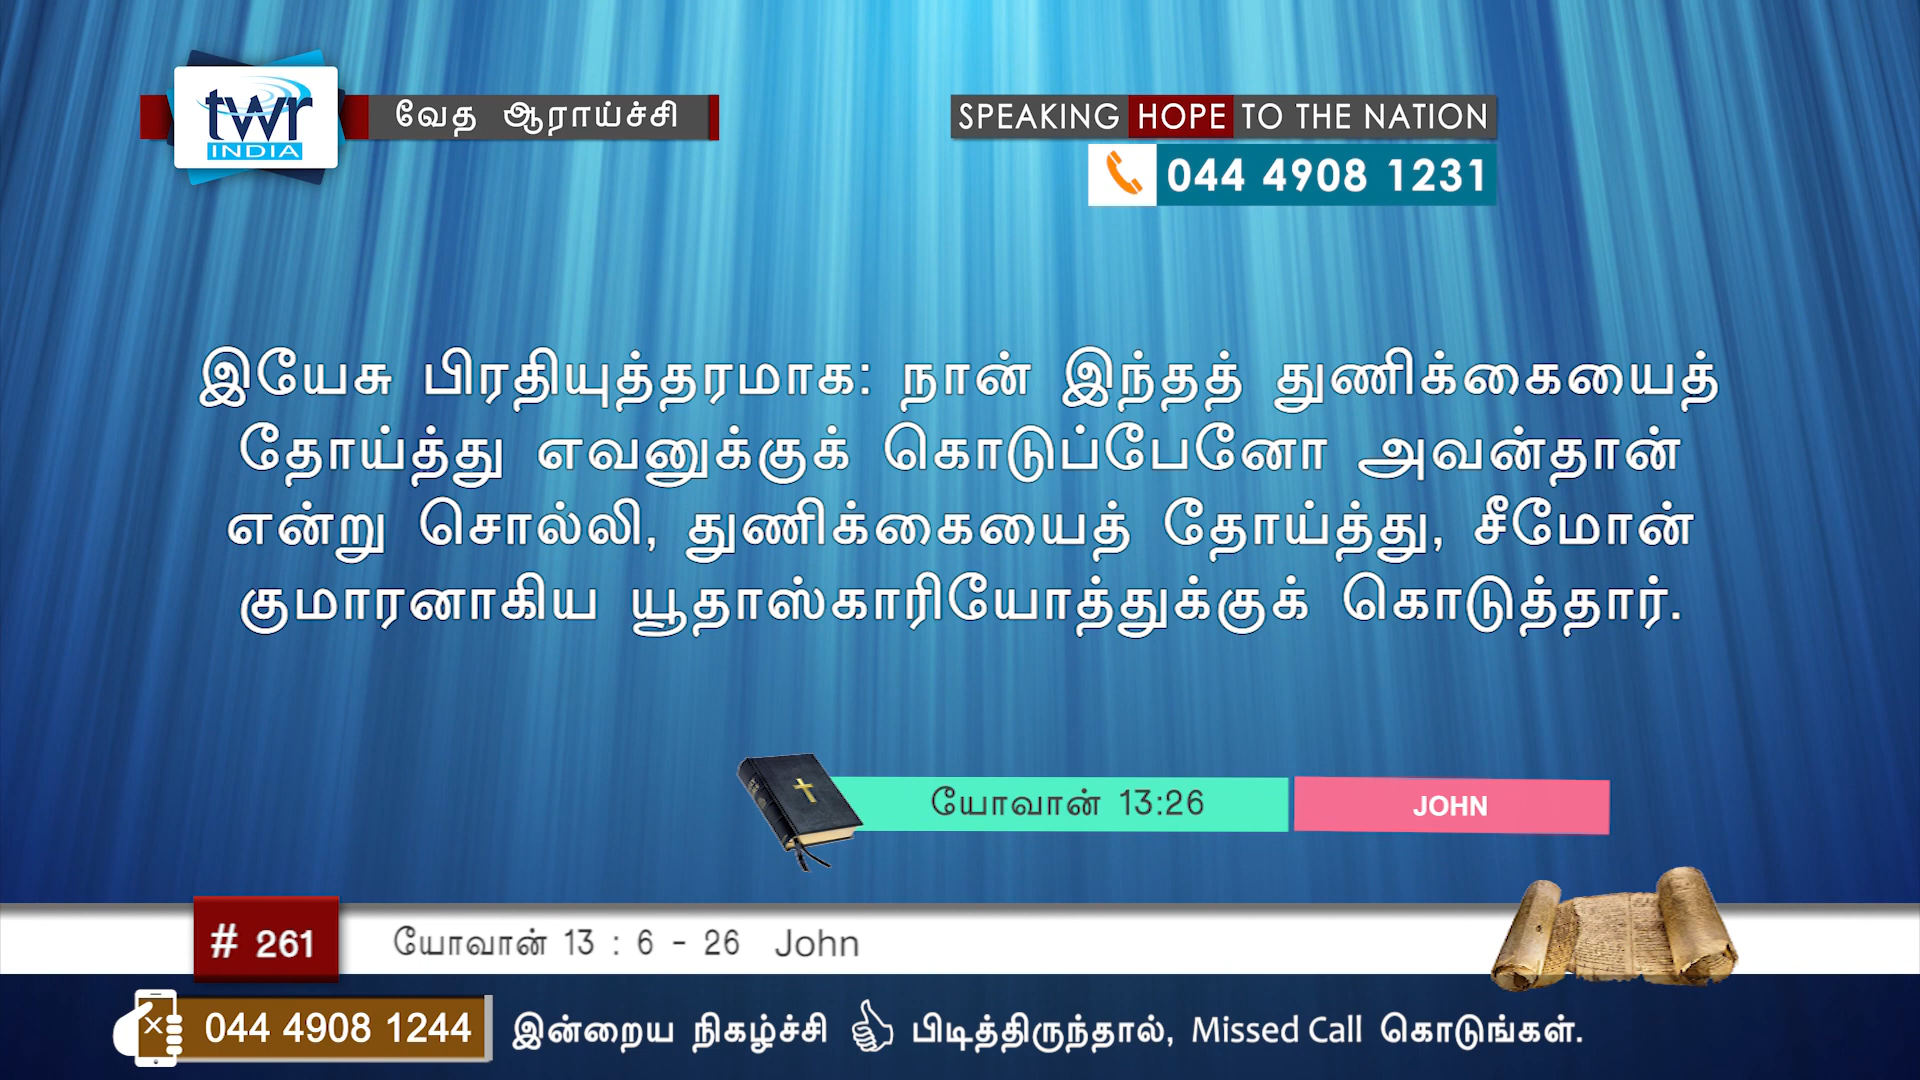 twr
INDIA
வேத ஆராய்ச்சி
SPEAKING HOPE TO THE NATION
044 4908 1231
இயேசு பிரதியுத்தரமாக: நான் இந்தத் துணிக்கையைத்
தோய்த்து எவனுக்குக் கொடுப்பேனோ அவன்தான்
என்று சொல்லி, துணிக்கையைத் தோய்த்து, சீமோன்
குமாரனாகிய யூதாஸ்காரியோத்துக்குக் கொடுத்தார்.
யோவான் 13:26
JOHN
# 261
யோவான் 13 : 6 - 26 John
044 4908 1244
இன்றைய நிகழ்ச்சி பிடித்திருந்தால், Missed Call கொடுங்கள்.